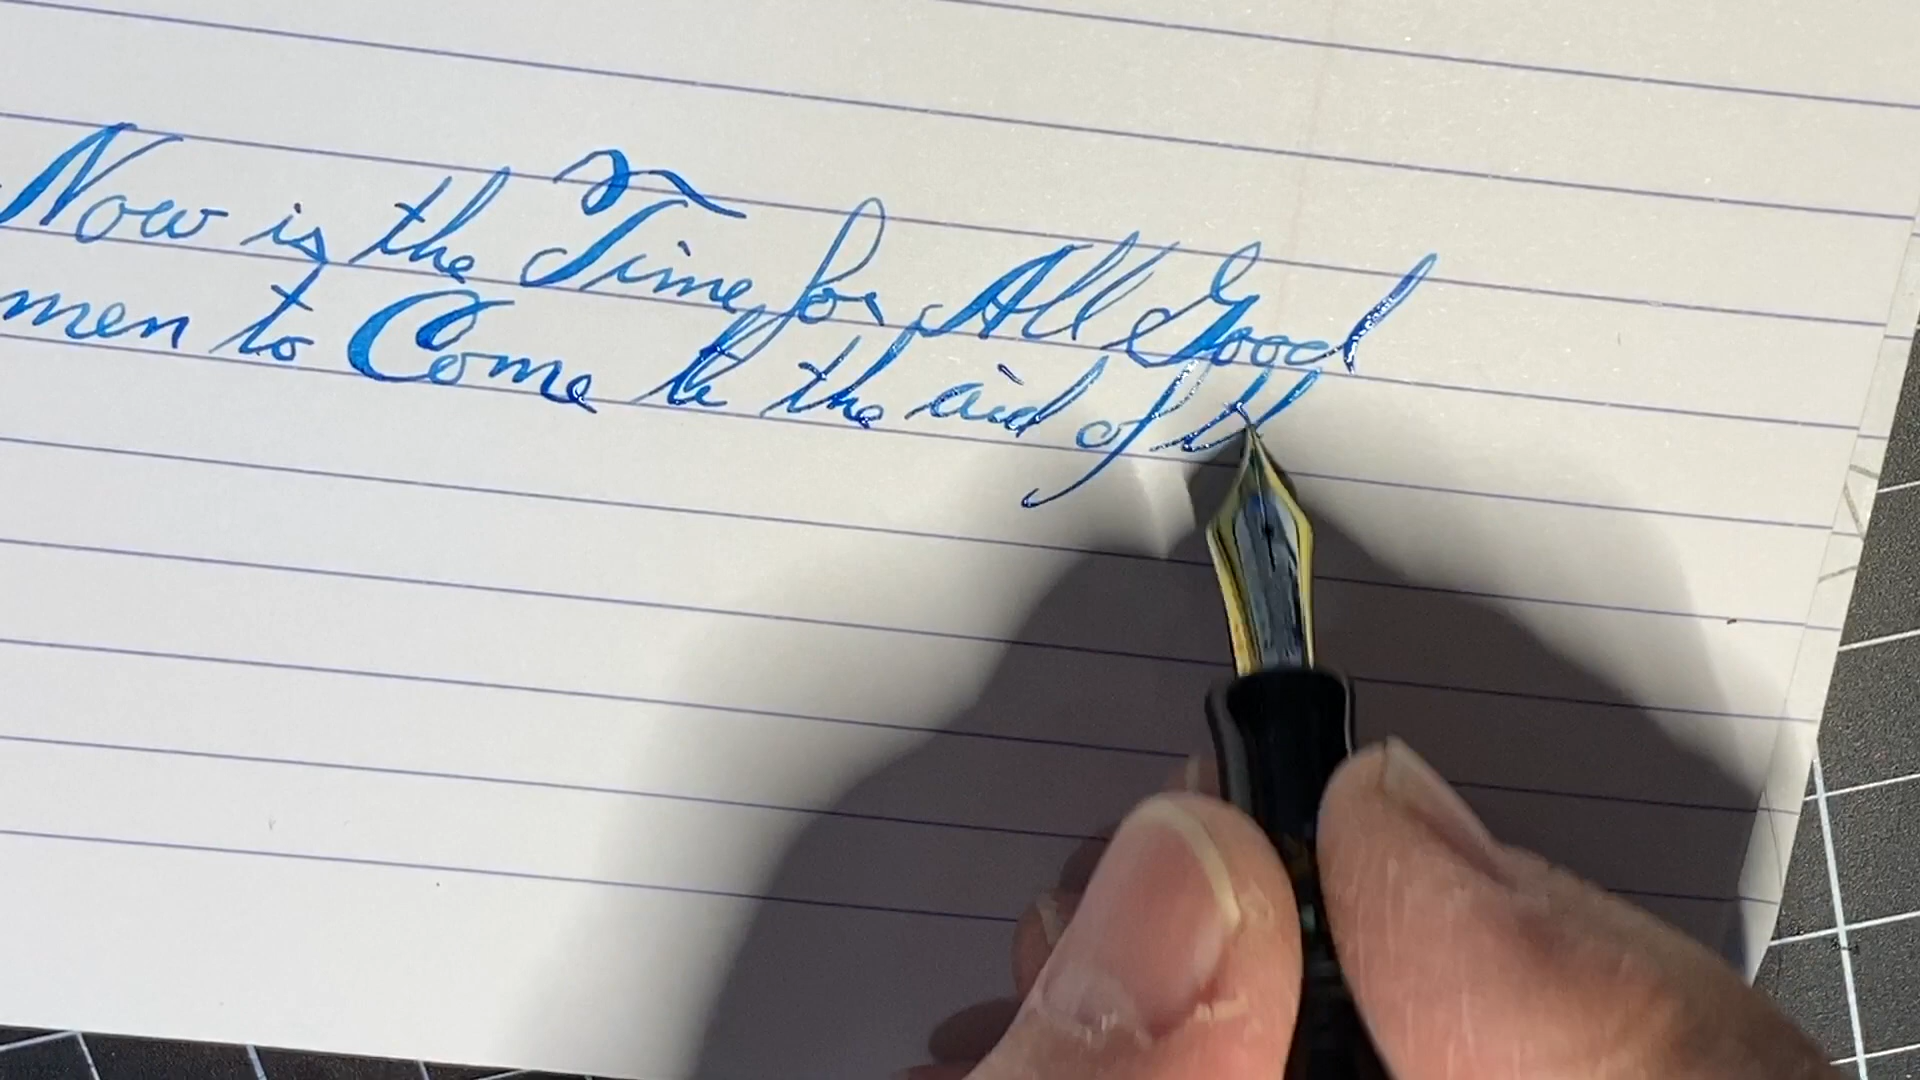 Now is the Time for All Good
men to Come to the aid of